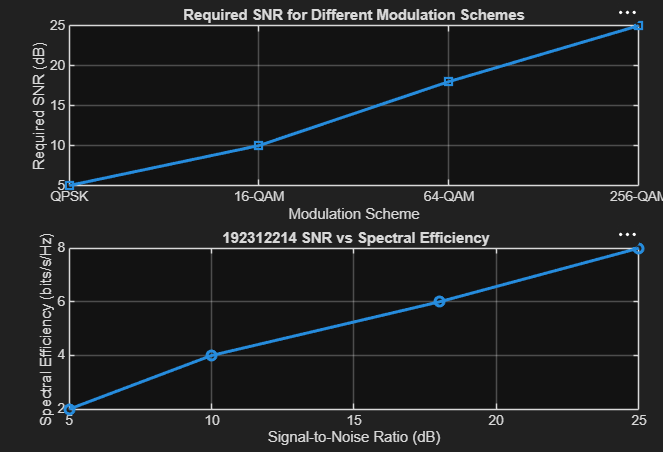 Required SNR for Different Modulation Schemes
Required SNR (dB)
25
20
15
10
5
QPSK 16-QAM 64-QAM 256-QAM
Modulation Scheme
192312214 SNR vs Spectral Efficiency
Spectral Efficiency (bits/s/Hz)
8
6
4
2
5 10 15 20 25
Signal-to-Noise Ratio (dB)